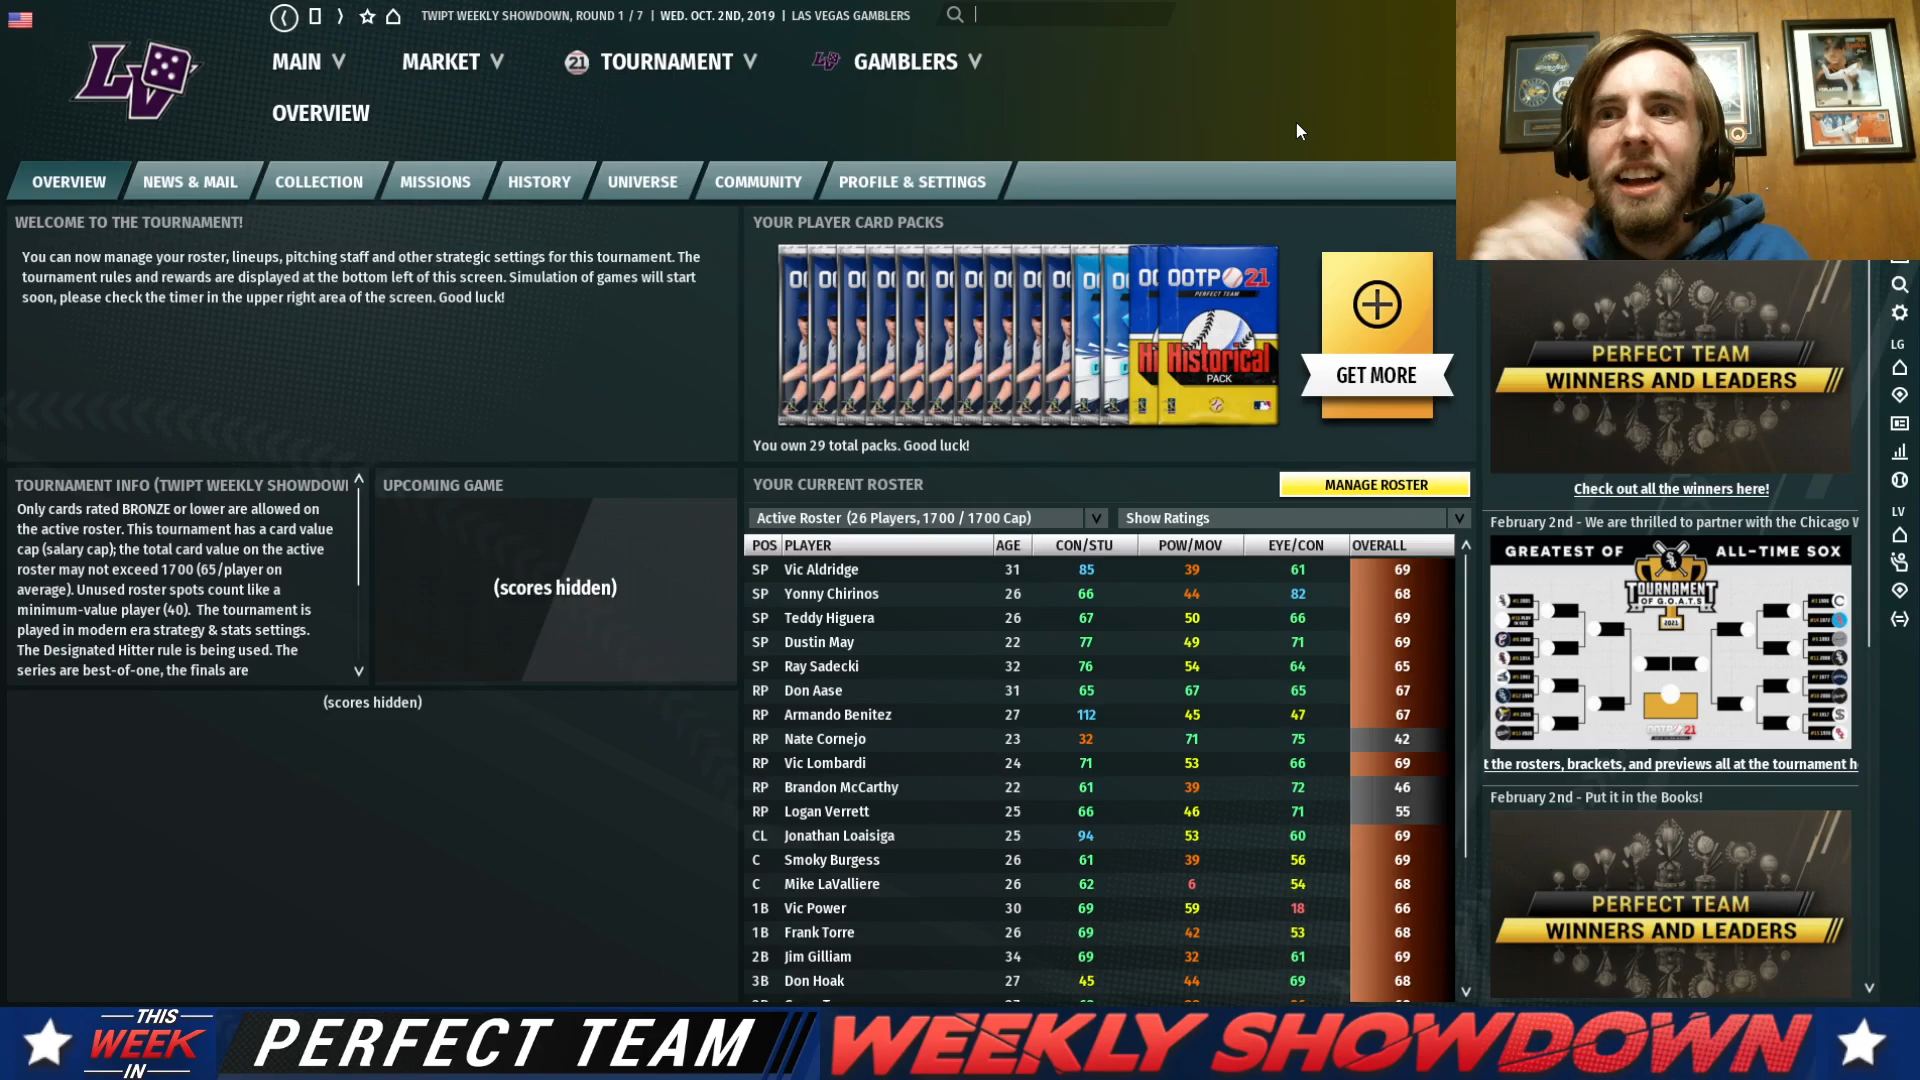 TWIPT WEEKLY SHOWDOWN, ROUND 1 / 7 | WED. OCT. 2ND, 2019 | LAS VEGAS GAMBLERS
LV
MAIN
MARKET
21 TOURNAMENT
LV GAMBLERS
OVERVIEW
OVERVIEW
NEWS & MAIL
COLLECTION
MISSIONS
HISTORY
UNIVERSE
COMMUNITY
PROFILE & SETTINGS
WELCOME TO THE TOURNAMENT!
You can now manage your roster, lineups, pitching staff and other strategic settings for this tournament. The
tournament rules and rewards are displayed at the bottom left of this screen. Simulation of games will start
soon, please check the timer in the upper right area of the screen. Good luck!
YOUR PLAYER CARD PACKS
OOTP 21
PERFECT TEAM
Historical
PACK
GET MORE
You own 29 total packs. Good luck!
TOURNAMENT INFO (TWIPT WEEKLY SHOWDOW
Only cards rated BRONZE or lower are allowed on
the active roster. This tournament has a card value
cap (salary cap); the total card value on the active
roster may not exceed 1700 (65/player on
average). Unused roster spots count like a
minimum-value player (40). The tournament is
played in modern era strategy & stats settings.
The Designated Hitter rule is being used. The
series are best-of-one, the finals are
UPCOMING GAME
(scores hidden)
(scores hidden)
YOUR CURRENT ROSTER
MANAGE ROSTER
Active Roster (26 Players, 1700 / 1700 Cap)
Show Ratings
POS PLAYER AGE CON/STU POW/MOV EYE/CON OVERALL
SP Vic Aldridge 31 85 39 61 69
SP Yonny Chirinos 26 66 44 82 68
SP Teddy Higuera 26 67 50 66 69
SP Dustin May 22 77 49 71 69
SP Ray Sadecki 32 76 54 64 65
RP Don Aase 31 65 67 65 67
RP Armando Benitez 27 112 45 47 67
RP Nate Cornejo 23 32 71 75 42
RP Vic Lombardi 24 71 53 66 69
RP Brandon McCarthy 22 61 39 72 46
RP Logan Verrett 25 66 46 71 55
CL Jonathan Loaisiga 25 94 53 60 69
C Smoky Burgess 26 61 39 56 69
C Mike LaValliere 26 62 6 54 68
1B Vic Power 30 69 59 18 66
1B Frank Torre 26 69 42 53 68
2B Jim Gilliam 34 69 32 61 69
3B Don Hoak 27 45 44 69 68
PERFECT TEAM
WINNERS AND LEADERS
Check out all the winners here!
February 2nd - We are thrilled to partner with the Chicago W
GREATEST OF ALL-TIME SOX
TOURNAMENT
OF G.O.A.T.S
2021
OOTP 21
t the rosters, brackets, and previews all at the tournament h
February 2nd - Put it in the Books!
PERFECT TEAM
WINNERS AND LEADERS
LG
LV
THIS
WEEK
IN
PERFECT TEAM
WEEKLY SHOWDOWN